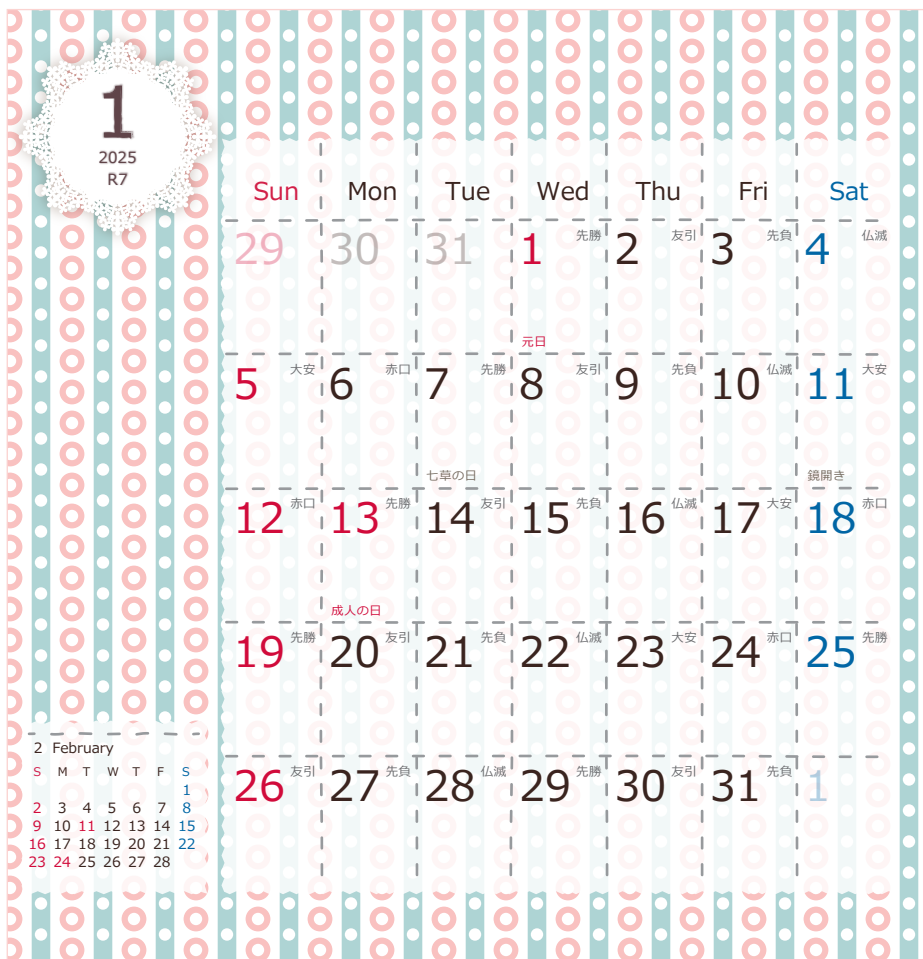 1
2025
R7
Sun Mon Tue Wed Thu Fri Sat
29 30 31 1 先勝 2 友引 3 先負 4 仏滅
元日
5 大安 6 赤口 7 先勝 8 友引 9 先負 10 仏滅 11 大安
七草の日 鏡開き
12 赤口 13 先勝 14 友引 15 先負 16 仏滅 17 大安 18 赤口
成人の日
19 先勝 20 友引 21 先負 22 仏滅 23 大安 24 赤口 25 先勝
26 友引 27 先負 28 仏滅 29 先勝 30 友引 31 先負 1
2 February
S M T W T F S
1
2 3 4 5 6 7 8
9 10 11 12 13 14 15
16 17 18 19 20 21 22
23 24 25 26 27 28